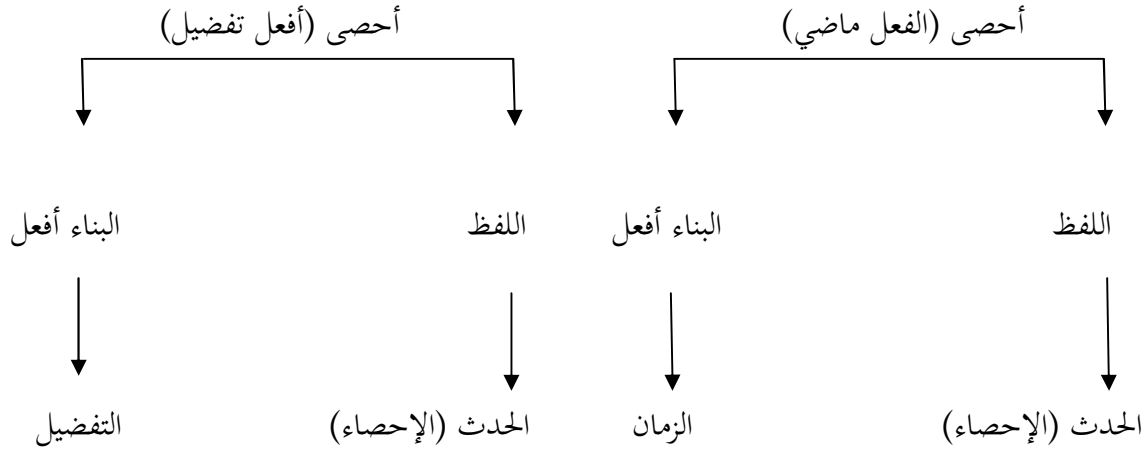 أحصى (الفعل ماضي) أحصى (أفعل تفضيل)
اللفظ البناء أفعل اللفظ البناء أفعل
الحدث (الإحصاء) الزمان الحدث (الإحصاء) التفضيل